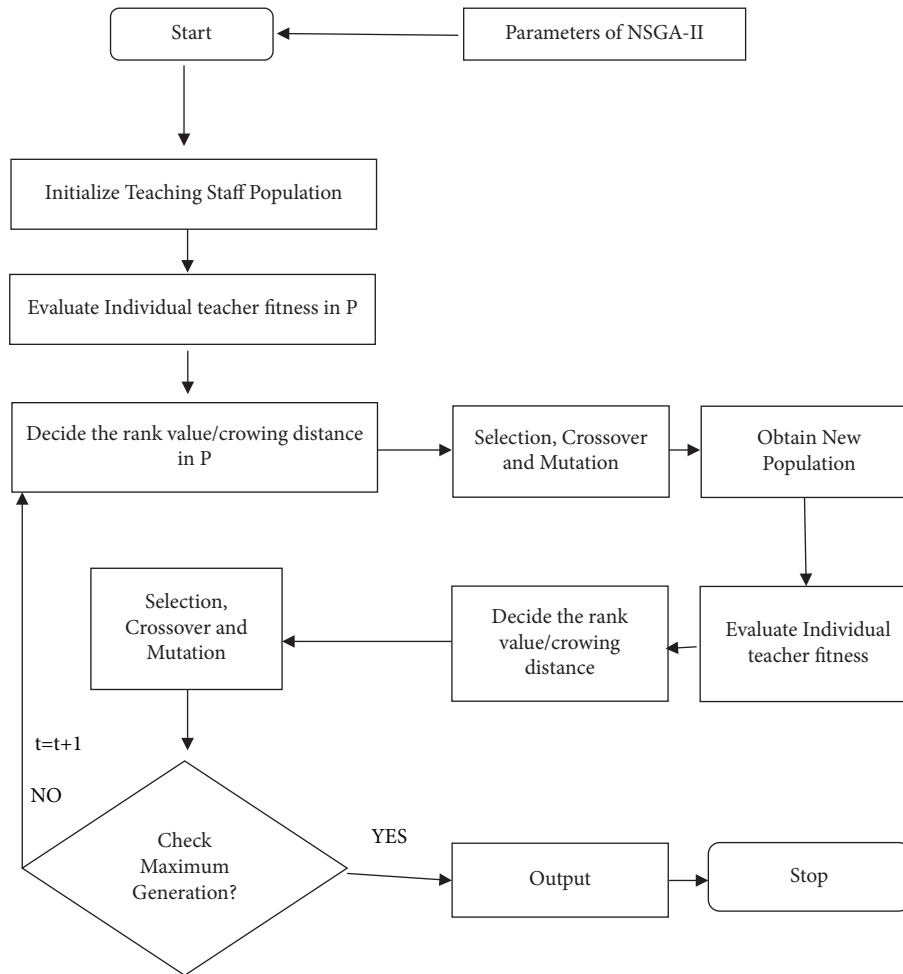 Start
Parameters of NSGA-II
Initialize Teaching Staff Population
Evaluate Individual teacher fitness in P
Decide the rank value/crowing distance
in P
Selection, Crossover
and Mutation
Obtain New
Population
Evaluate Individual
teacher fitness
Decide the rank
value/crowing
distance
Selection,
Crossover and
Mutation
t=t+1
NO
Check
Maximum
Generation?
YES
Output
Stop